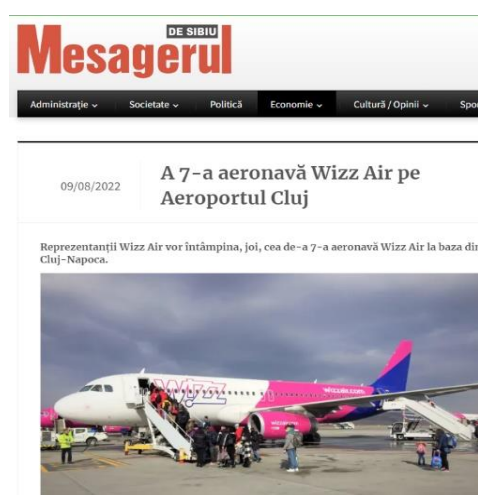 DE SIBIU
Mesagerul
Administrație Societate Politică Economie Cultură / Opinii Spo
09/08/2022
A 7-a aeronavă Wizz Air pe
Aeroportul Cluj
Reprezentanții Wizz Air vor întâmpina, joi, cea de-a 7-a aeronavă Wizz Air la baza din
Cluj-Napoca.
wizzair.com
WIZZ